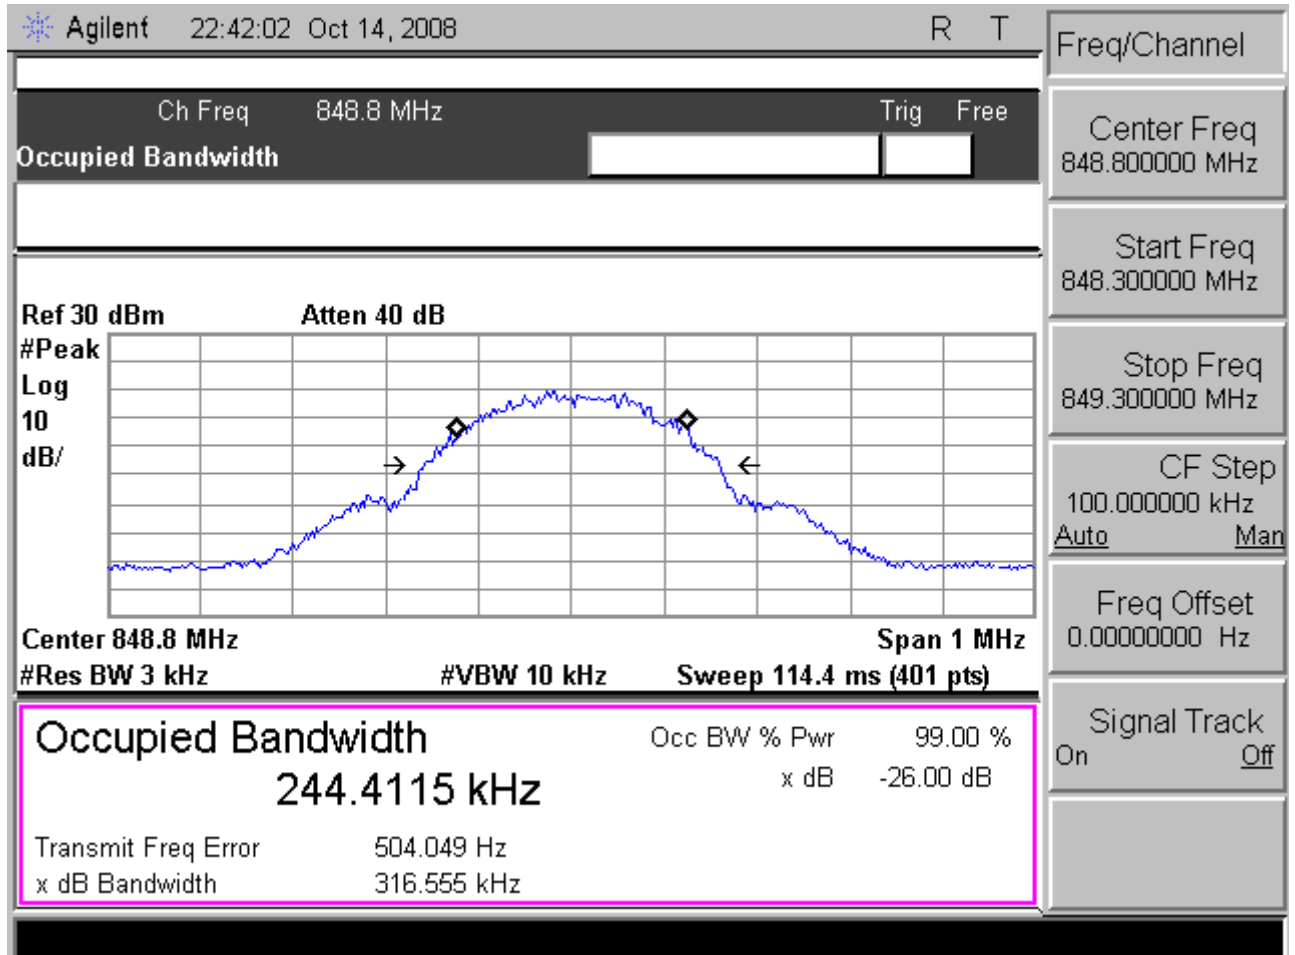 Agilent 22:42:02 Oct 14, 2008 R T
Freq/Channel
Ch Freq 848.8 MHz Trig Free
Occupied Bandwidth
Center Freq
848.800000 MHz
Start Freq
848.300000 MHz
Ref 30 dBm Atten 40 dB
#Peak
Log
10
dB/
Stop Freq
849.300000 MHz
CF Step
100.000000 kHz
Auto Man
Freq Offset
0.00000000 Hz
Center 848.8 MHz Span 1 MHz
#Res BW 3 kHz #VBW 10 kHz Sweep 114.4 ms (401 pts)
Signal Track
On Off
Occupied Bandwidth
244.4115 kHz
Occ BW % Pwr 99.00 %
x dB -26.00 dB
Transmit Freq Error 504.049 Hz
x dB Bandwidth 316.555 kHz